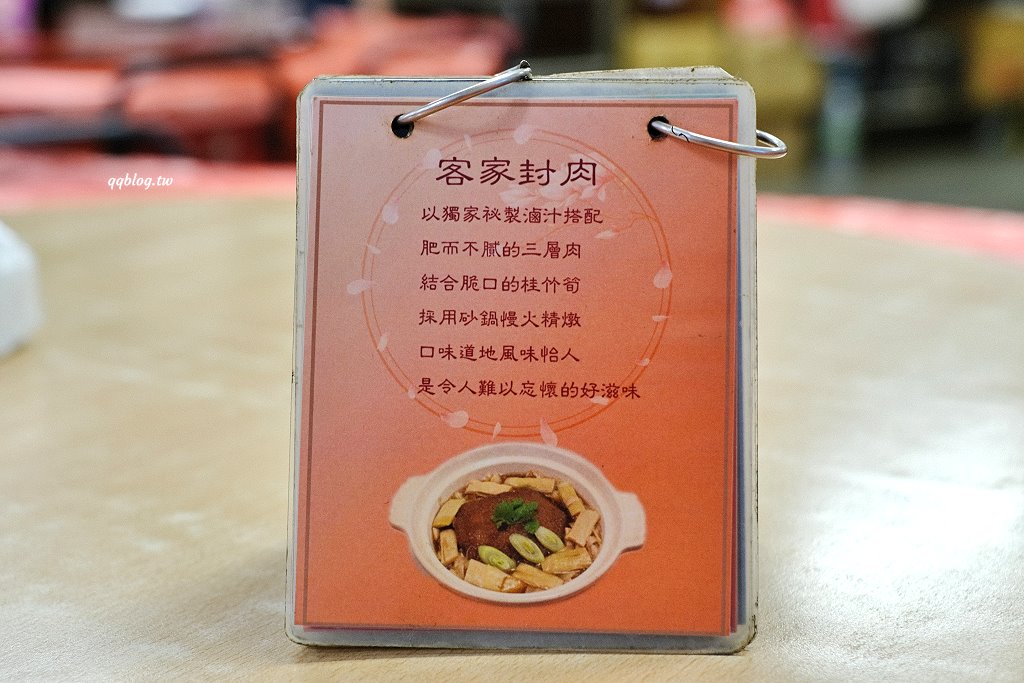 qqblog.tw
客家封肉
以獨家祕製滷汁搭配
肥而不膩的三層肉
結合脆口的桂竹筍
採用砂鍋慢火精燉
口味道地風味怡人
是令人難以忘懷的好滋味